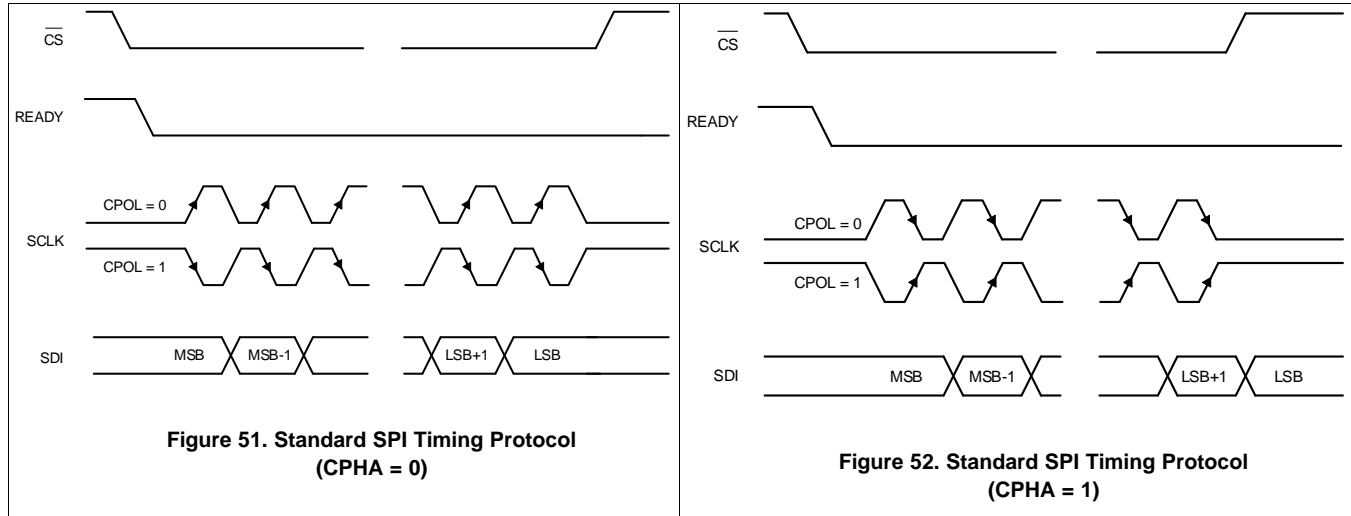 CS
READY
CPOL = 0
SCLK
CPOL = 1
SDI
MSB
MSB-1
LSB+1
LSB
Figure 51. Standard SPI Timing Protocol
(CPHA = 0)
CS
READY
CPOL = 0
SCLK
CPOL = 1
SDI
MSB
MSB-1
LSB+1
LSB
Figure 52. Standard SPI Timing Protocol
(CPHA = 1)